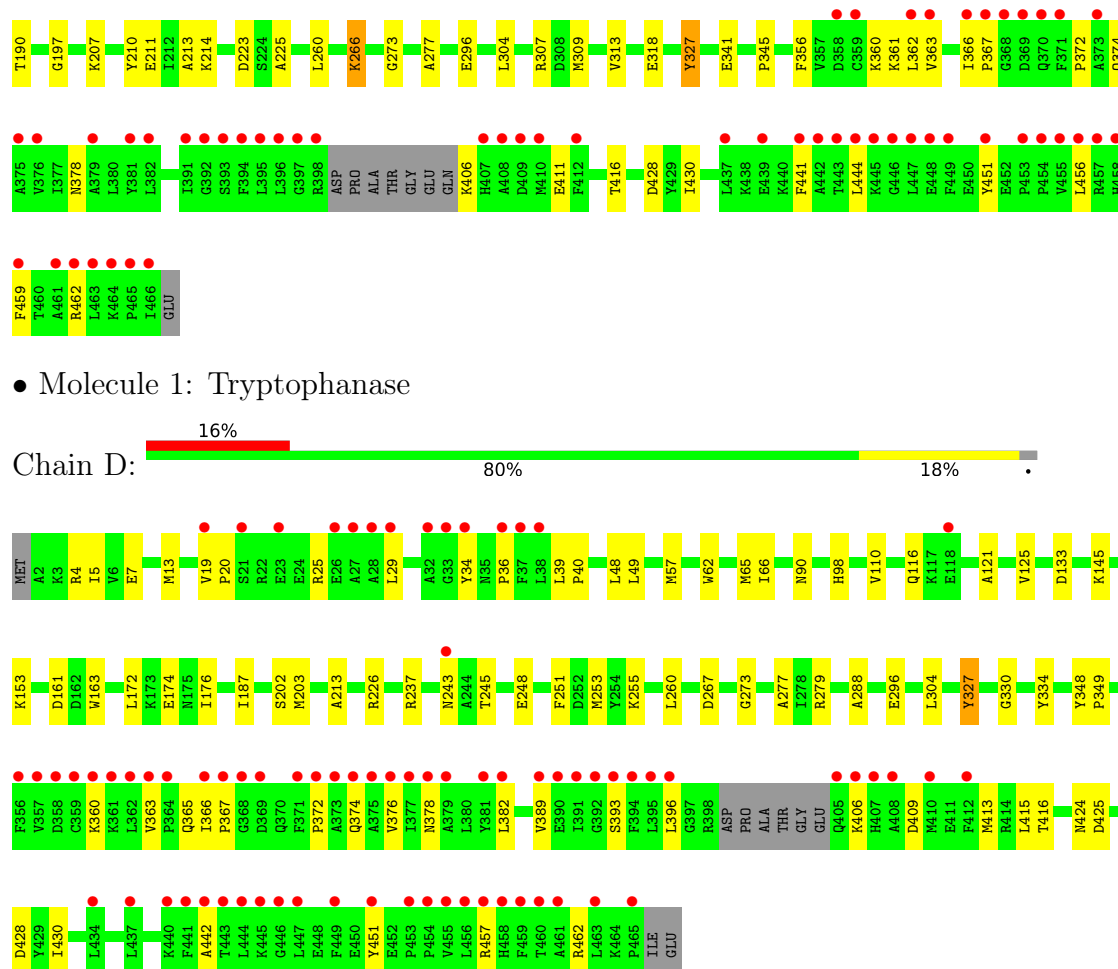 T190 G197 K207 Y210 E211 I212 A213 K214 D223 S224 A225 L260 K266 G273 A277 E296 L304 R307 D308 M309 V313 E318 Y327 E341 P345 F356 V357 D358 C359 K360 K361 L362 V363 I366 P367 G368 D369 Q370 F371 P372 A373 Q374
A375 V376 I377 N378 A379 L380 Y381 L382 I391 G392 S393 F394 L395 L396 G397 R398 ASP PRO ALA THR GLY GLU GLN K406 H407 A408 D409 M410 E411 F412 T416 D428 Y429 I430 L437 K438 E439 K440 F441 A442 T443 L444 K445 G446 L447 E448 F449 E450 Y451 E452 P453 P454 V455 L456 R457 H458
F459 T460 A461 R462 L463 K464 P465 I466 GLU
• Molecule 1: Tryptophanase
16%
Chain D:
80% 18% •
MET A2 K3 R4 I5 V6 E7 M13 V19 P20 S21 R22 E23 E24 R25 E26 A27 A28 L29 A32 G33 Y34 N35 P36 F37 L38 L39 P40 L48 L49 M57 W62 M65 I66 N90 H98 V110 Q116 K117 E118 A121 V125 D133 K145
K153 D161 D162 W163 L172 K173 E174 N175 I176 I187 S202 M203 A213 R226 R237 N243 A244 T245 E248 F251 D252 M253 Y254 K255 L260 D267 G273 A277 I278 R279 A288 E296 L304 Y327 G330 Y334 Y348 P349
F356 V357 D358 C359 K360 K361 L362 V363 P364 Q365 I366 P367 G368 D369 Q370 F371 P372 A373 Q374 A375 V376 I377 N378 A379 L380 Y381 L382 V389 E390 I391 G392 S393 F394 L395 L396 G397 R398 ASP PRO ALA THR GLY GLU Q405 K406 H407 A408 D409 M410 E411 F412 M413 R414 L415 T416 N424 D425
D428 Y429 I430 L434 L437 K440 F441 A442 T443 L444 K445 G446 L447 E448 F449 E450 Y451 E452 P453 P454 V455 L456 R457 H458 F459 T460 A461 R462 L463 K464 P465 ILE GLU